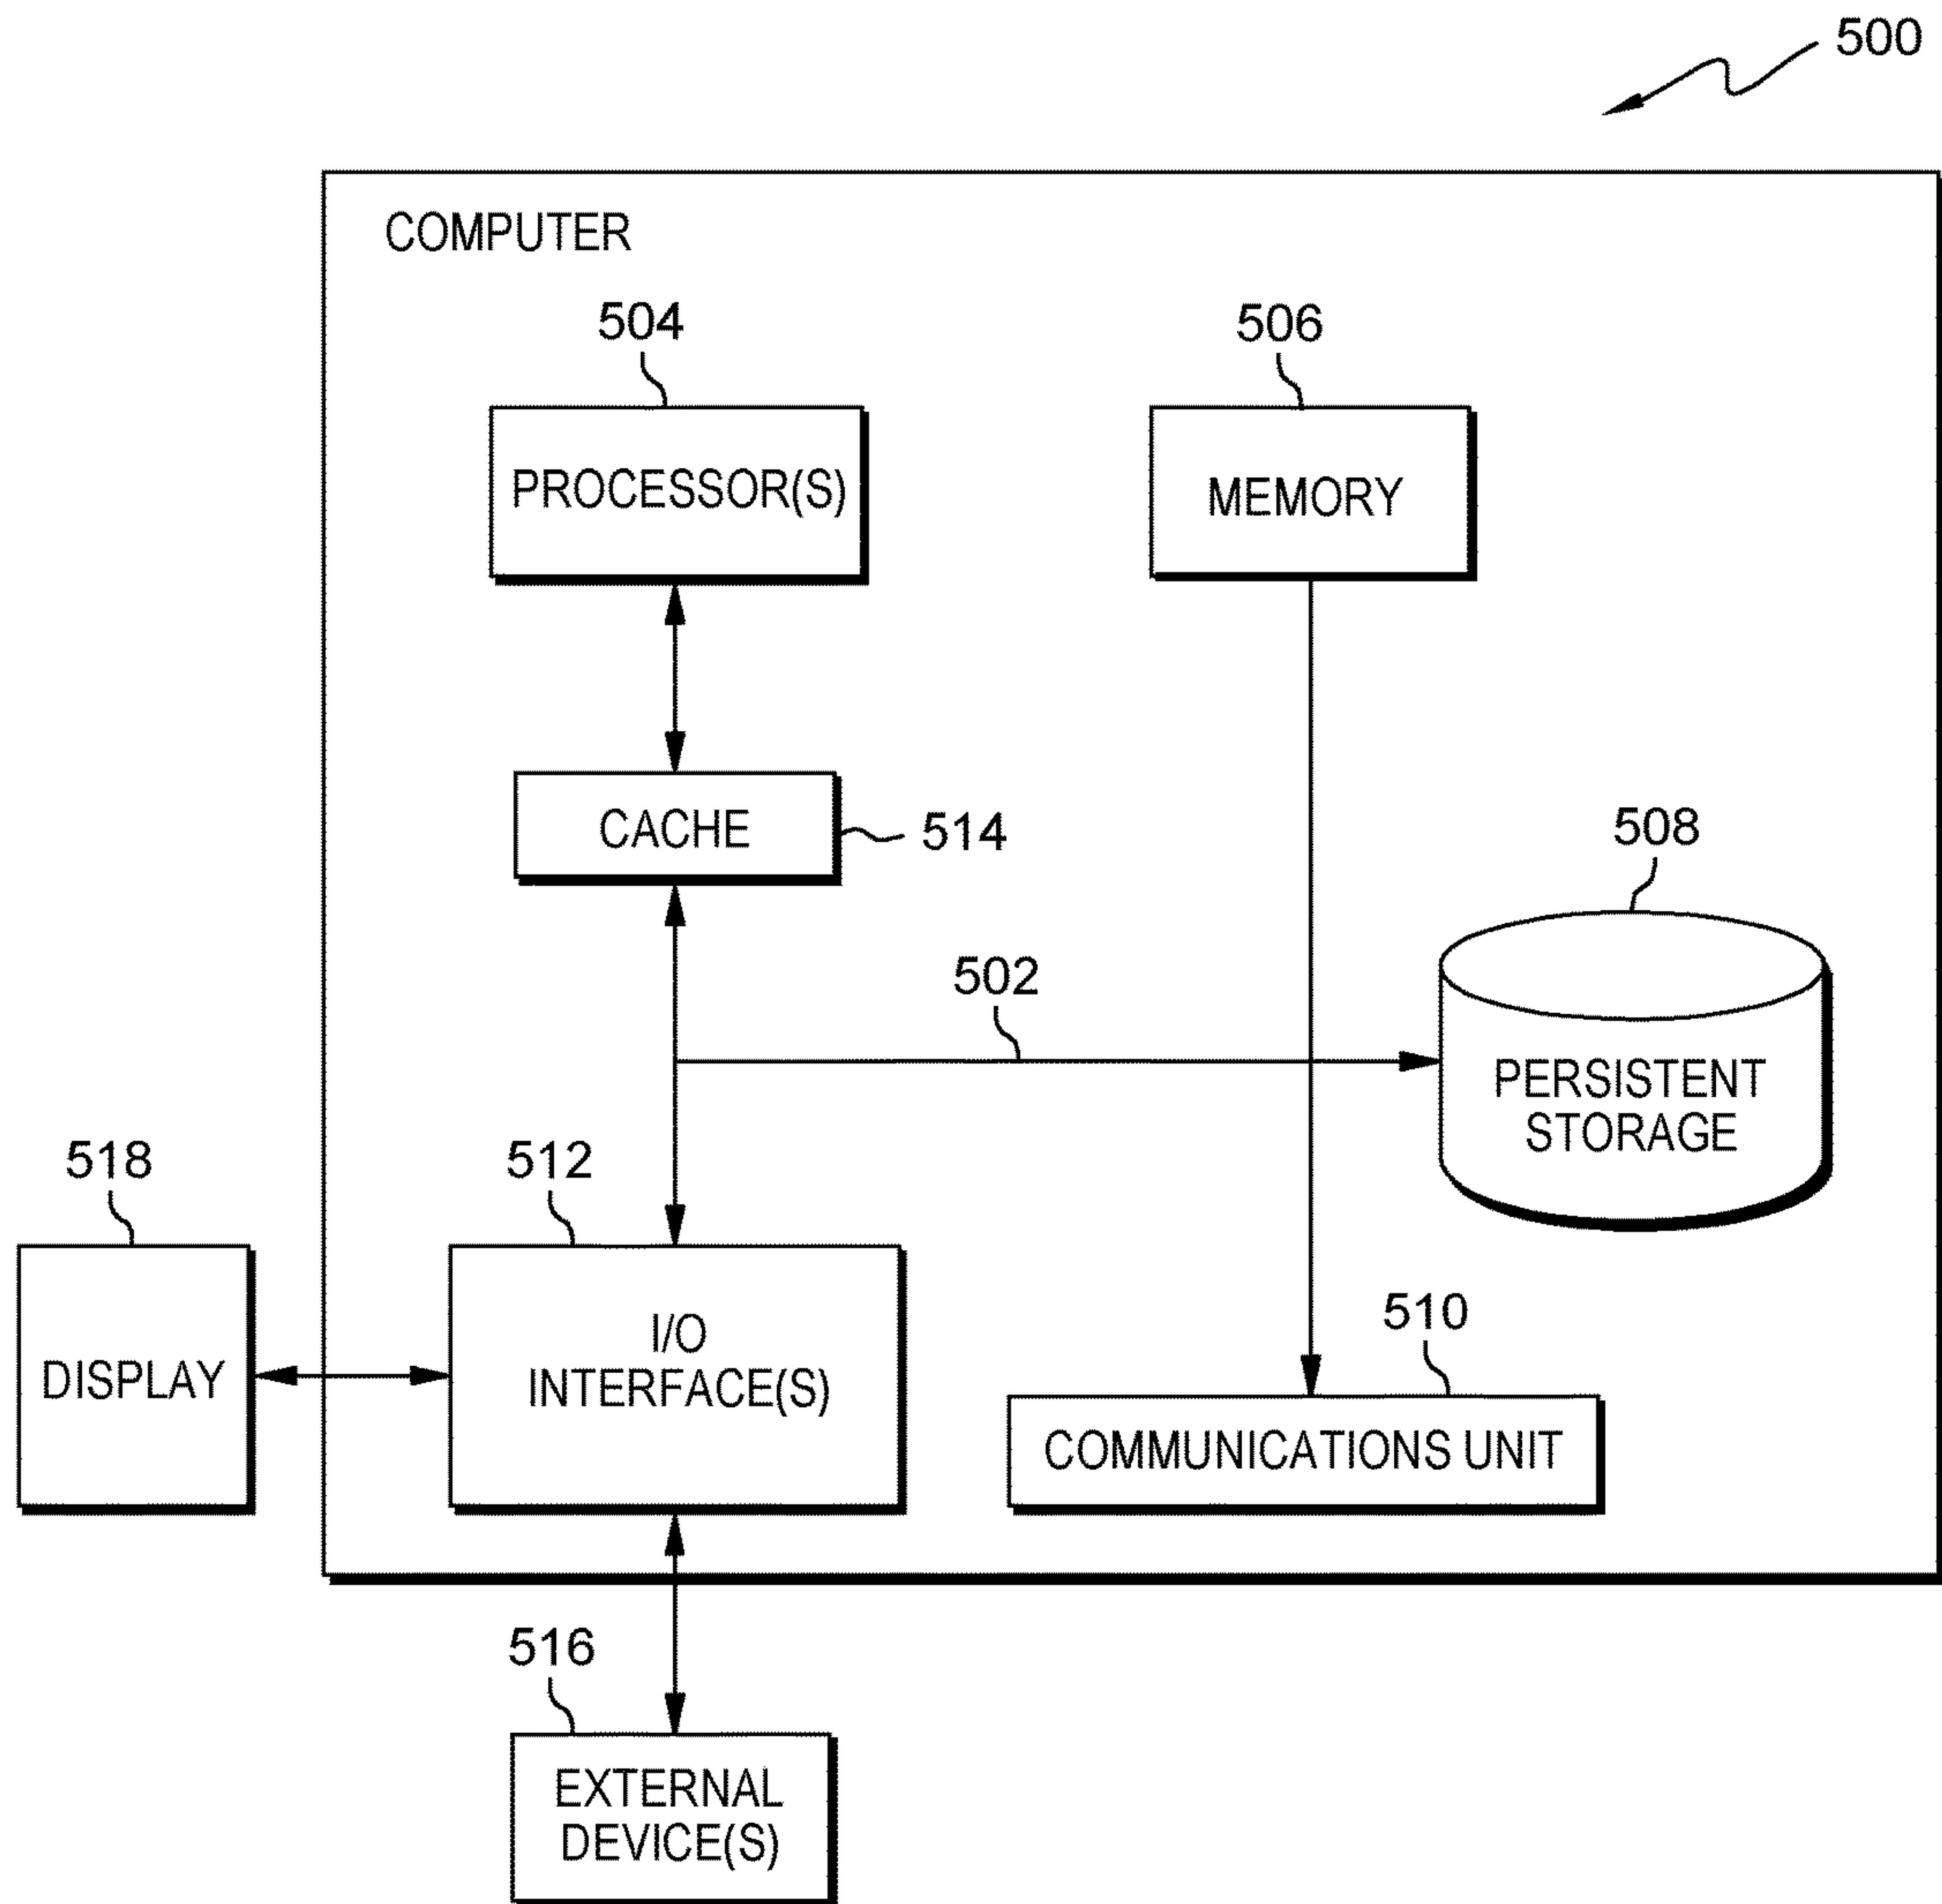 500
COMPUTER
504
506
PROCESSOR(S)
MEMORY
CACHE
514
508
502
PERSISTENT
STORAGE
518
512
510
DISPLAY
I/O
INTERFACE(S)
COMMUNICATIONS UNIT
516
EXTERNAL
DEVICE(S)